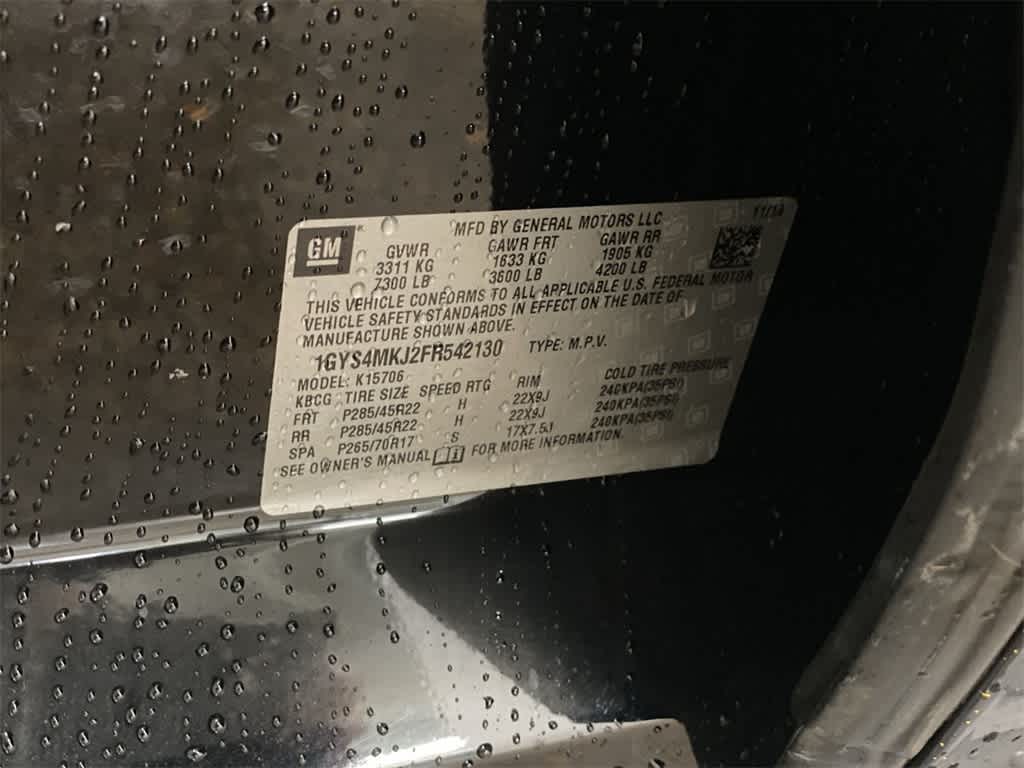 11/14
MFD BY GENERAL MOTORS LLC
GM
GVWR GAWR FRT GAWR RR
3311 KG 1633 KG 1905 KG
7300 LB 3600 LB 4200 LB
THIS VEHICLE CONFORMS TO ALL APPLICABLE U.S. FEDERAL MOTOR
VEHICLE SAFETY STANDARDS IN EFFECT ON THE DATE OF
MANUFACTURE SHOWN ABOVE.
1GYS4MKJ2FR542130 TYPE: M.P.V.
MODEL: K15706
KBCG TIRE SIZE SPEED RTG RIM COLD TIRE PRESSURE
FRT P285/45R22 H 22X9J 240KPA(35PSI)
RR P285/45R22 H 22X9J 240KPA(35PSI)
SPA P265/70R17 S 17X7.5J 240KPA(35PSI)
SEE OWNER'S MANUAL FOR MORE INFORMATION.